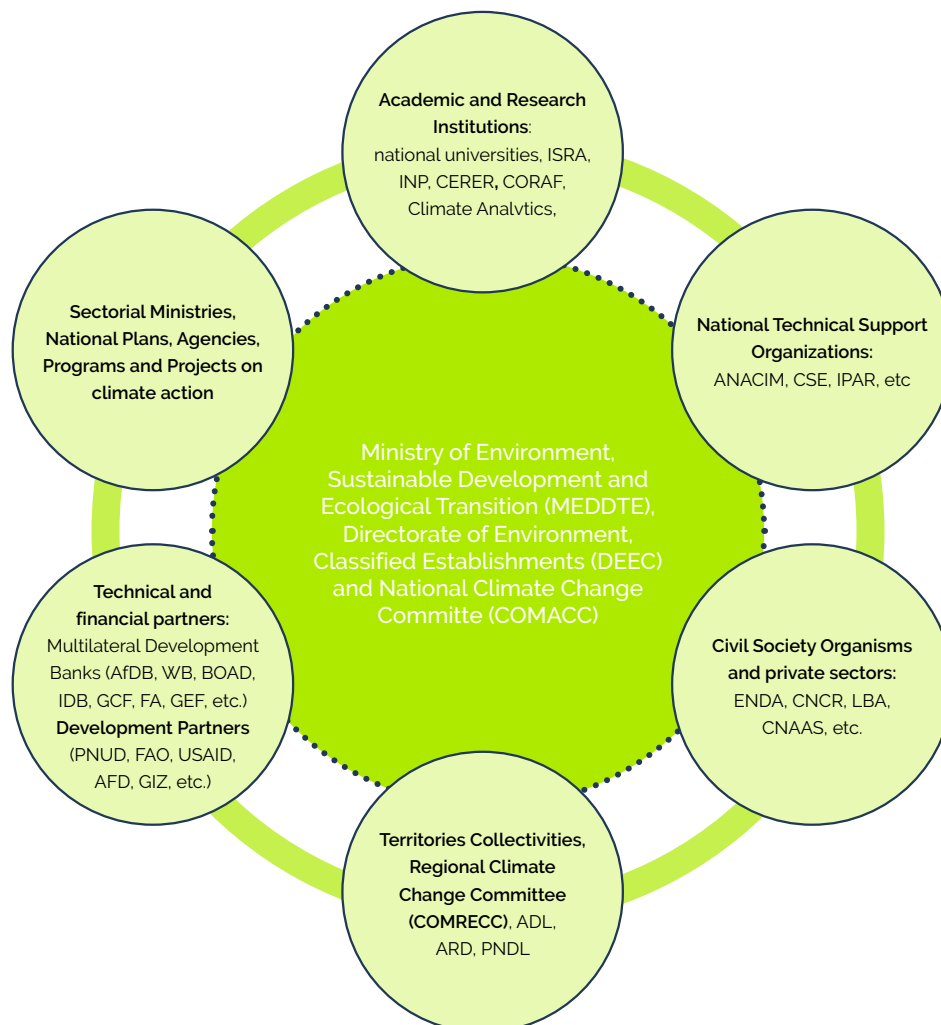 Academic and Research
Institutions:
national universities, ISRA,
INP, CERER, CORAF,
Climate Analvtics,
Sectorial Ministries,
National Plans, Agencies,
Programs and Projects on
climate action
National Technical Support
Organizations:
ANACIM, CSE, IPAR, etc
Ministry of Environment,
Sustainable Development and
Ecological Transition (MEDDTE),
Directorate of Environment,
Classified Establishments (DEEC)
and National Climate Change
Committe (COMACC)
Technical and
financial partners:
Multilateral Development
Banks (AfDB, WB, BOAD,
IDB, GCF, FA, GEF, etc.)
Development Partners
(PNUD, FAO, USAID,
AFD, GIZ, etc.)
Civil Society Organisms
and private sectors:
ENDA, CNCR, LBA,
CNAAS, etc.
Territories Collectivities,
Regional Climate
Change Committee
(COMRECC), ADL,
ARD, PNDL